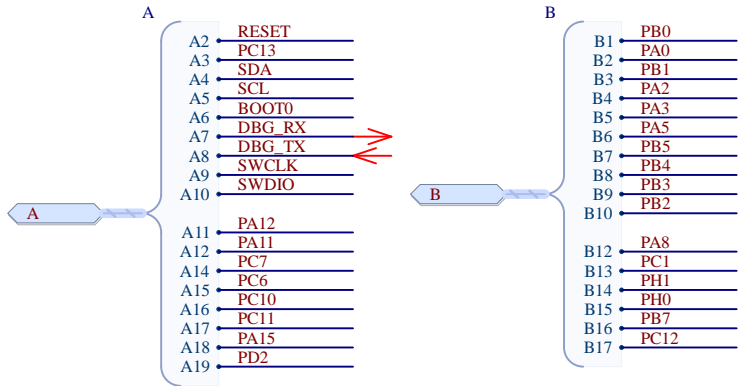 A
A2 RESET
A3 PC13
A4 SDA
A5 SCL
A6 BOOT0
A7 DBG_RX
A8 DBG_TX
A9 SWCLK
A10 SWDIO
A
A11 PA12
A12 PA11
A14 PC7
A15 PC6
A16 PC10
A17 PC11
A18 PA15
A19 PD2
B
B1 PB0
B2 PA0
B3 PB1
B4 PA2
B5 PA3
B6 PA5
B7 PB5
B8 PB4
B9 PB3
B
B10 PB2
B12 PA8
B13 PC1
B14 PH1
B15 PH0
B16 PB7
B17 PC12